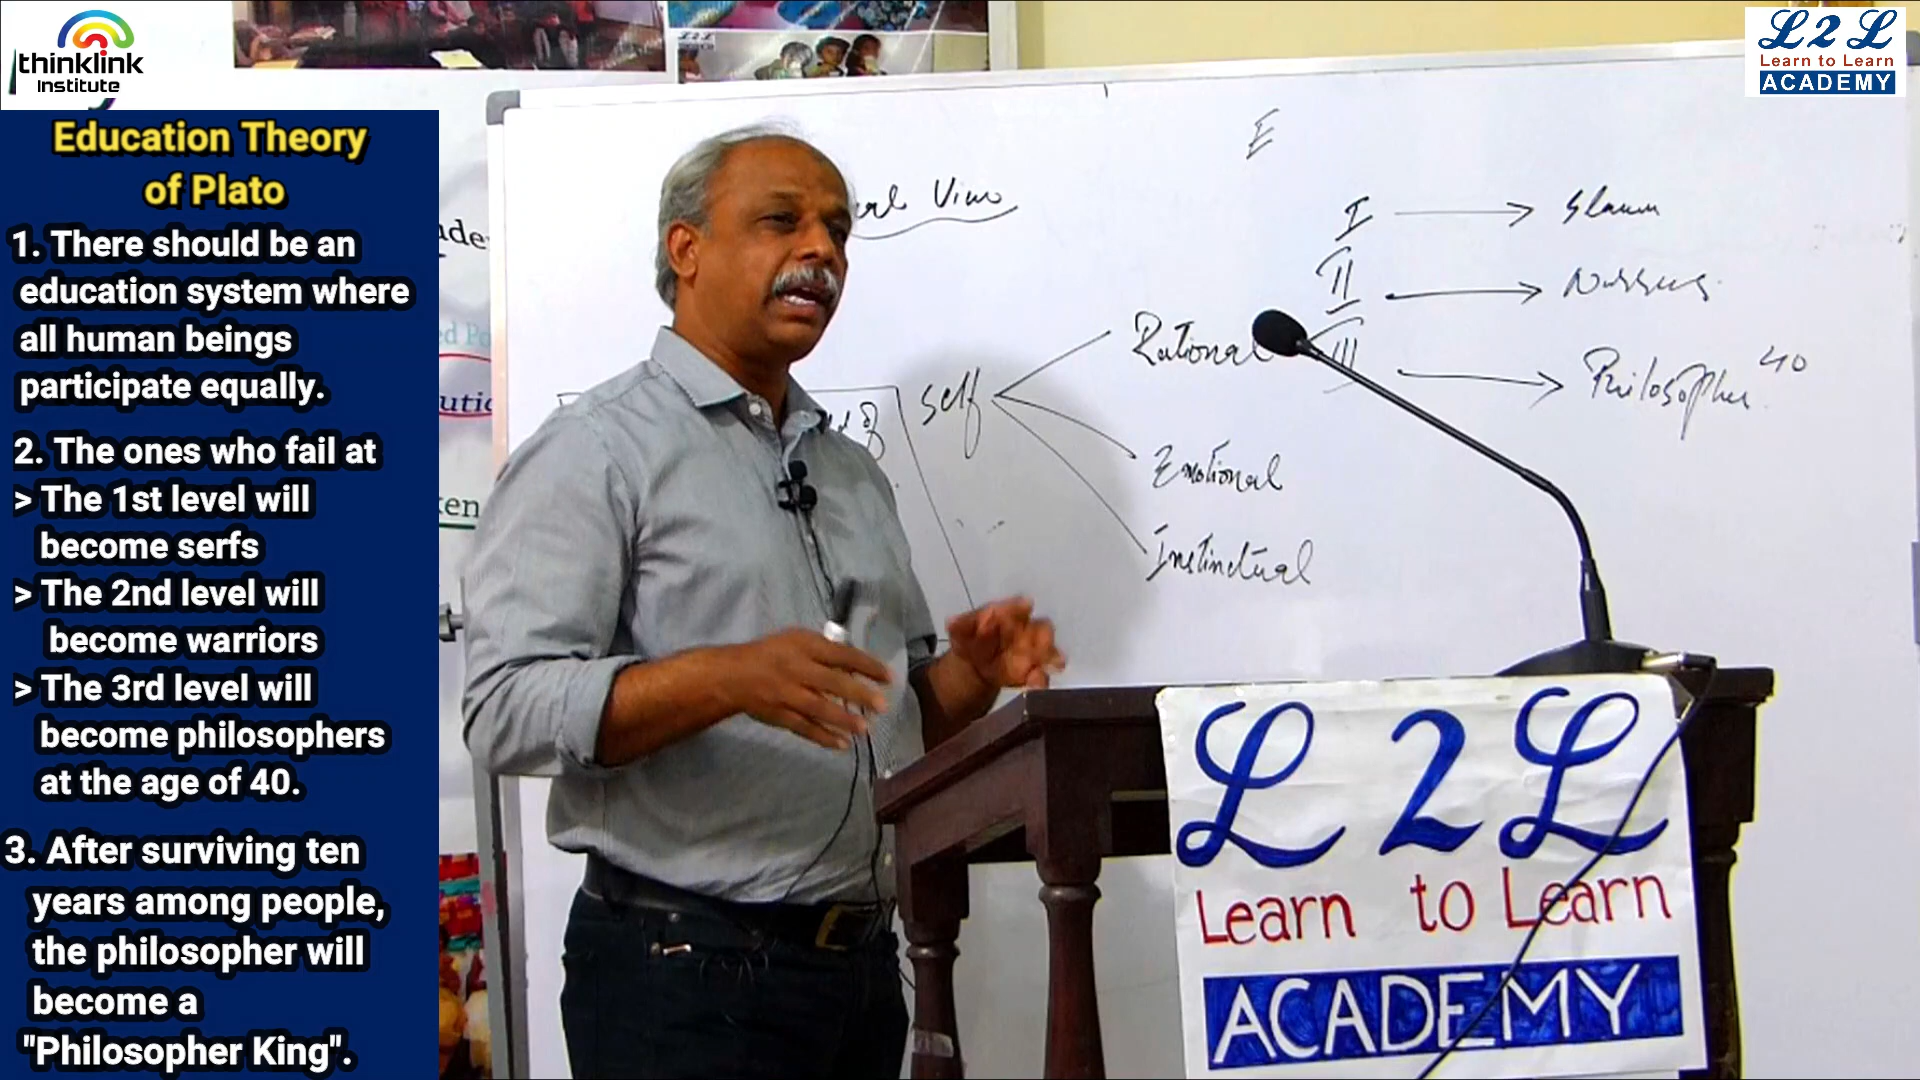 thinklink
institute
Education Theory
of Plato
1. There should be an
education system where
all human beings
participate equally.
2. The ones who fail at
> The 1st level will
become serfs
> The 2nd level will
become warriors
> The 3rd level will
become philosophers
at the age of 40.
3. After surviving ten
years among people,
the philosopher will
become a
"Philosopher King".
L2L
Learn to Learn
ACADEMY
E
I
II
III
Philosopher 40
self
Rational
Emotional
Instinctual
L2L
Learn to Learn
ACADEMY